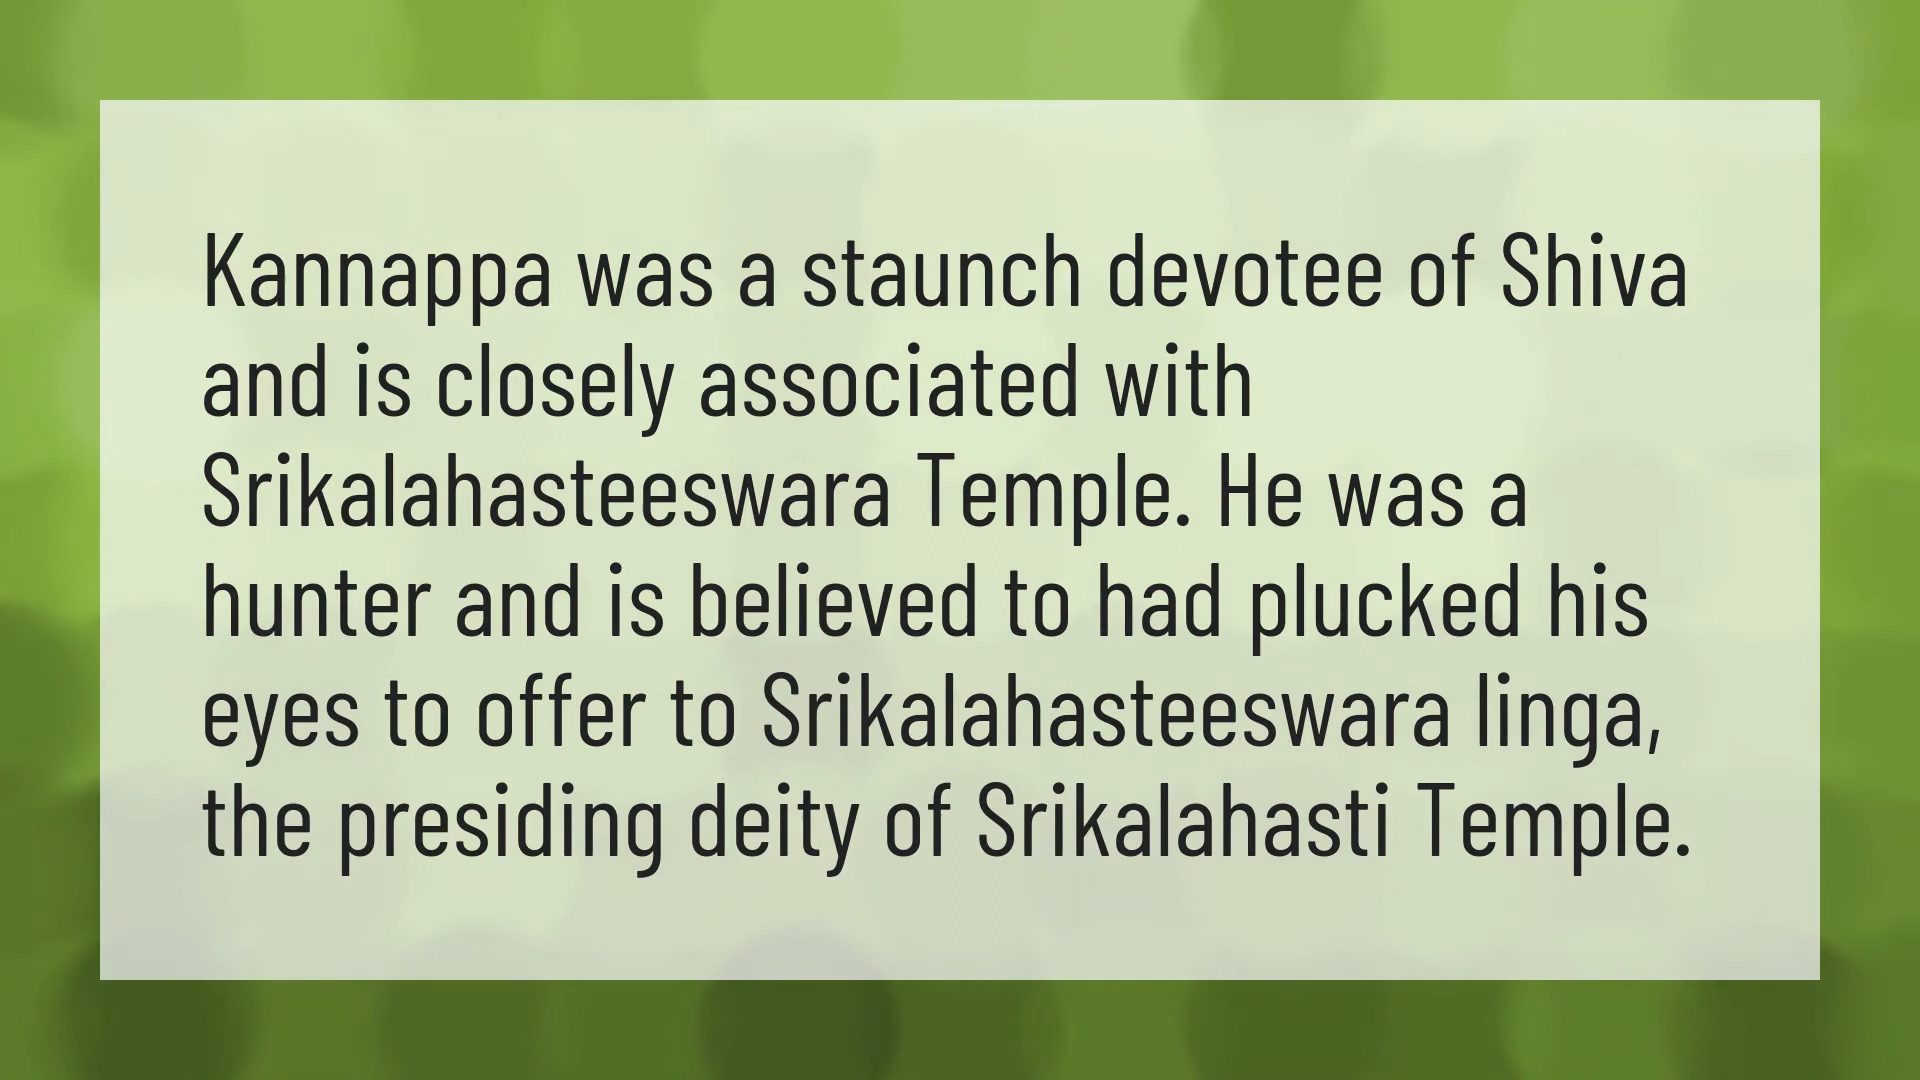 Kannappa was a staunch devotee of Shiva
and is closely associated with
Srikalahasteeswara Temple. He was a
hunter and is believed to had plucked his
eyes to offer to Srikalahasteeswara linga,
the presiding deity of Srikalahasti Temple.